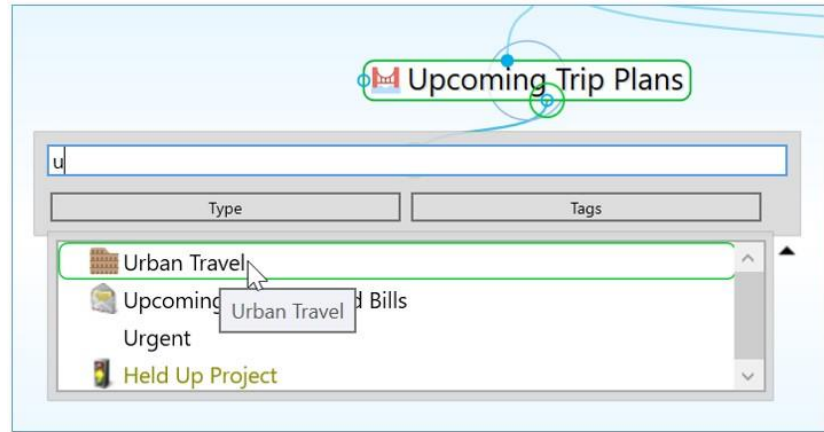 Upcoming Trip Plans
u
Type
Tags
Urban Travel
Upcoming d Bills
Urban Travel
Urgent
Held Up Project